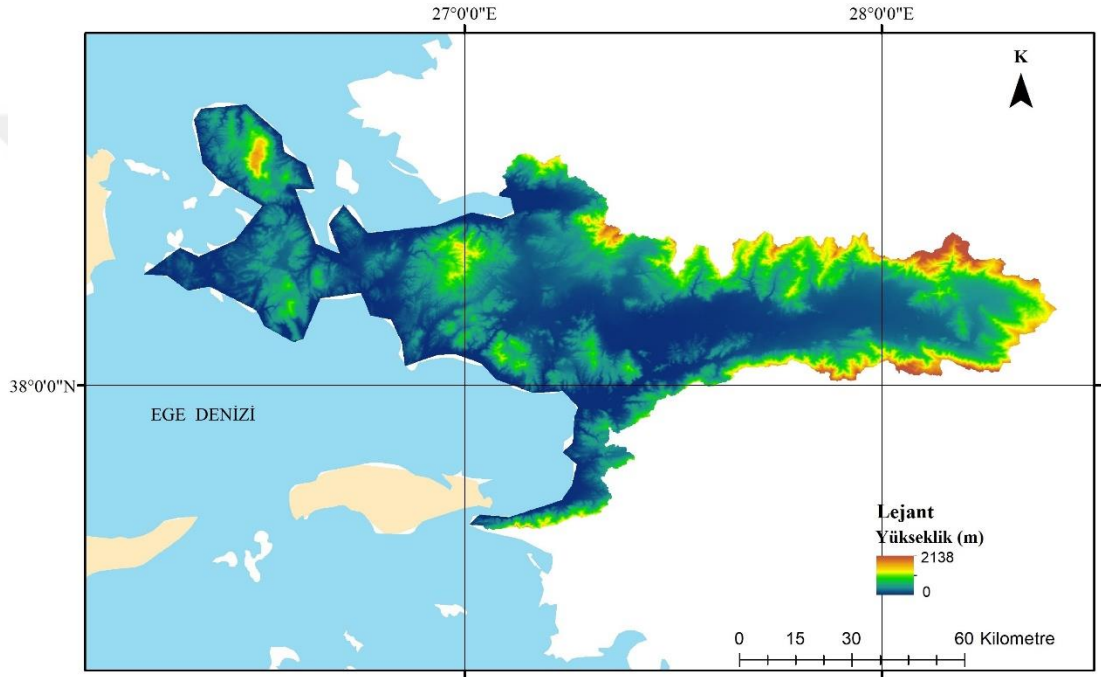 27°0'0"E
28°0'0"E
K
38°0'0"N
EGE DENİZİ
Lejant
Yükseklik (m)
2138
0
0 15 30 60 Kilometre